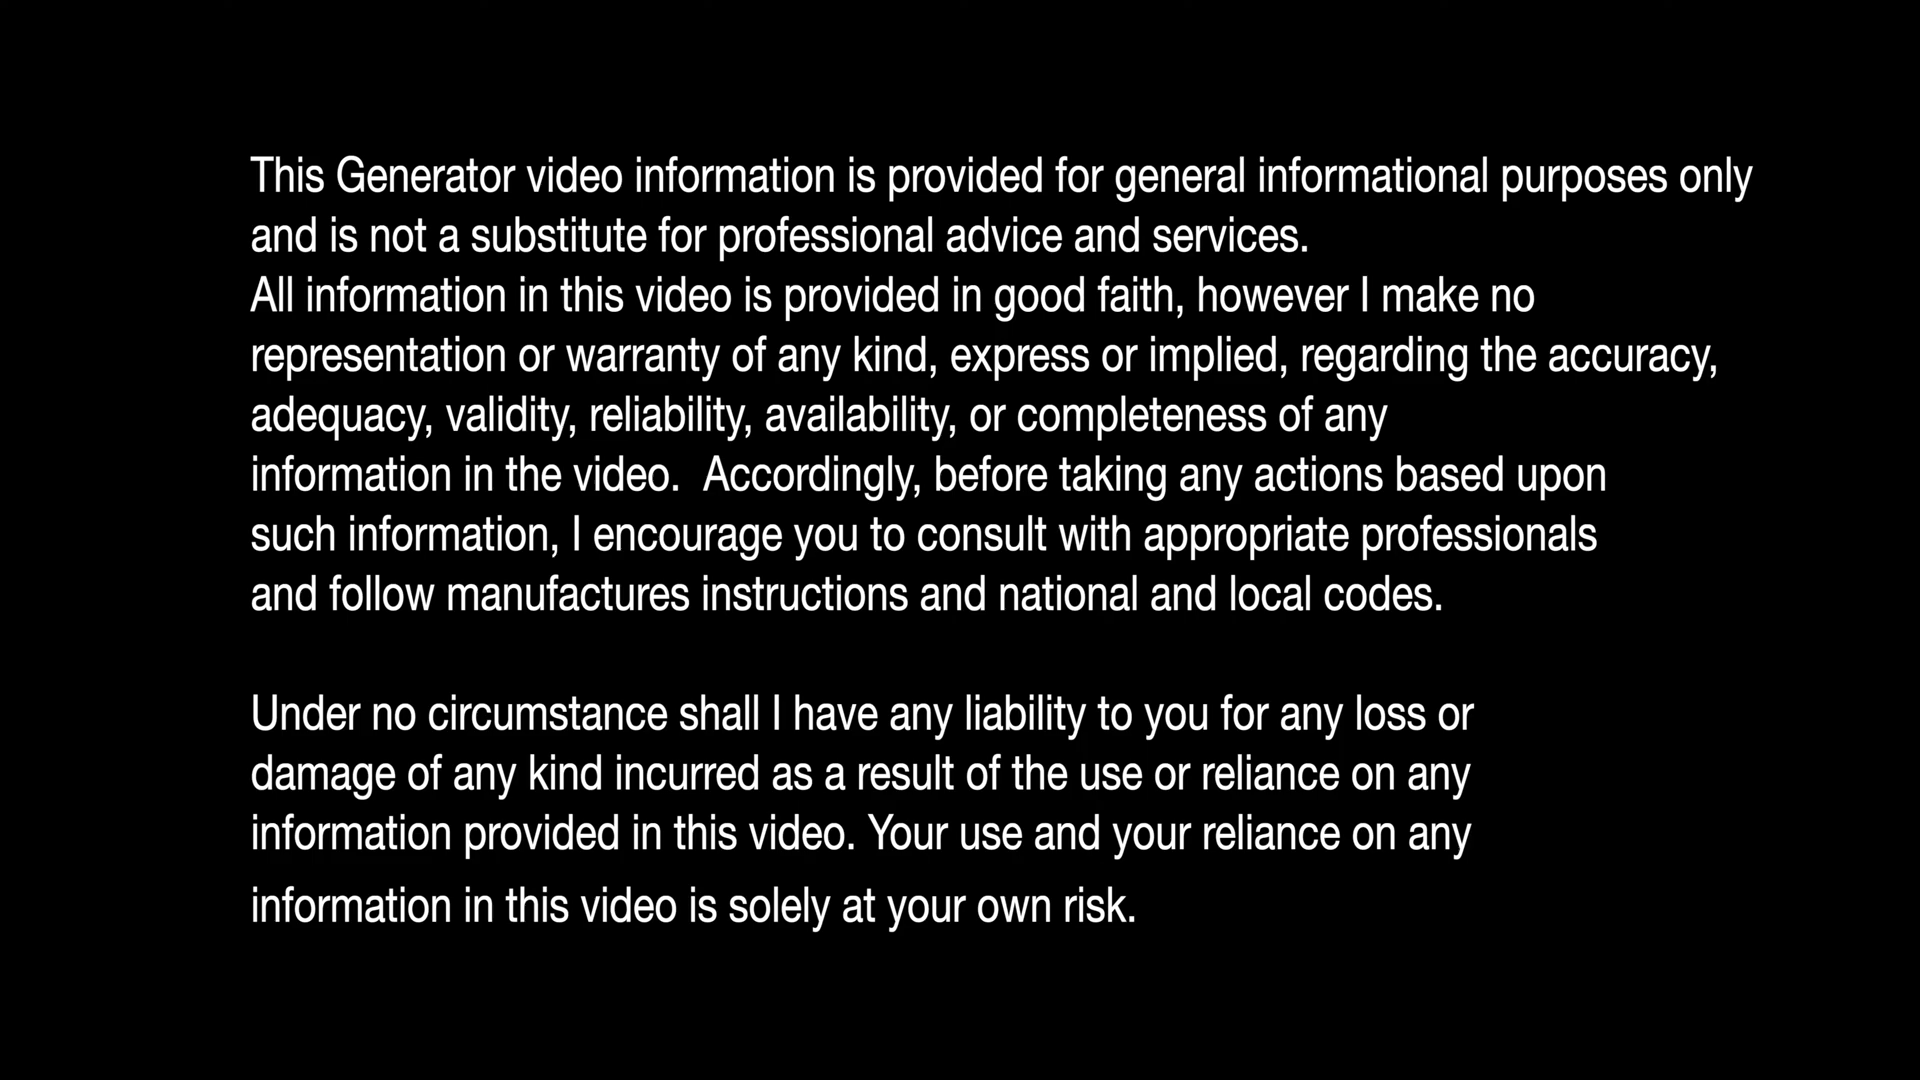 This Generator video information is provided for general informational purposes only
and is not a substitute for professional advice and services.
All information in this video is provided in good faith, however I make no
representation or warranty of any kind, express or implied, regarding the accuracy,
adequacy, validity, reliability, availability, or completeness of any
information in the video.  Accordingly, before taking any actions based upon
such information, I encourage you to consult with appropriate professionals
and follow manufactures instructions and national and local codes.

Under no circumstance shall I have any liability to you for any loss or
damage of any kind incurred as a result of the use or reliance on any
information provided in this video. Your use and your reliance on any
information in this video is solely at your own risk.